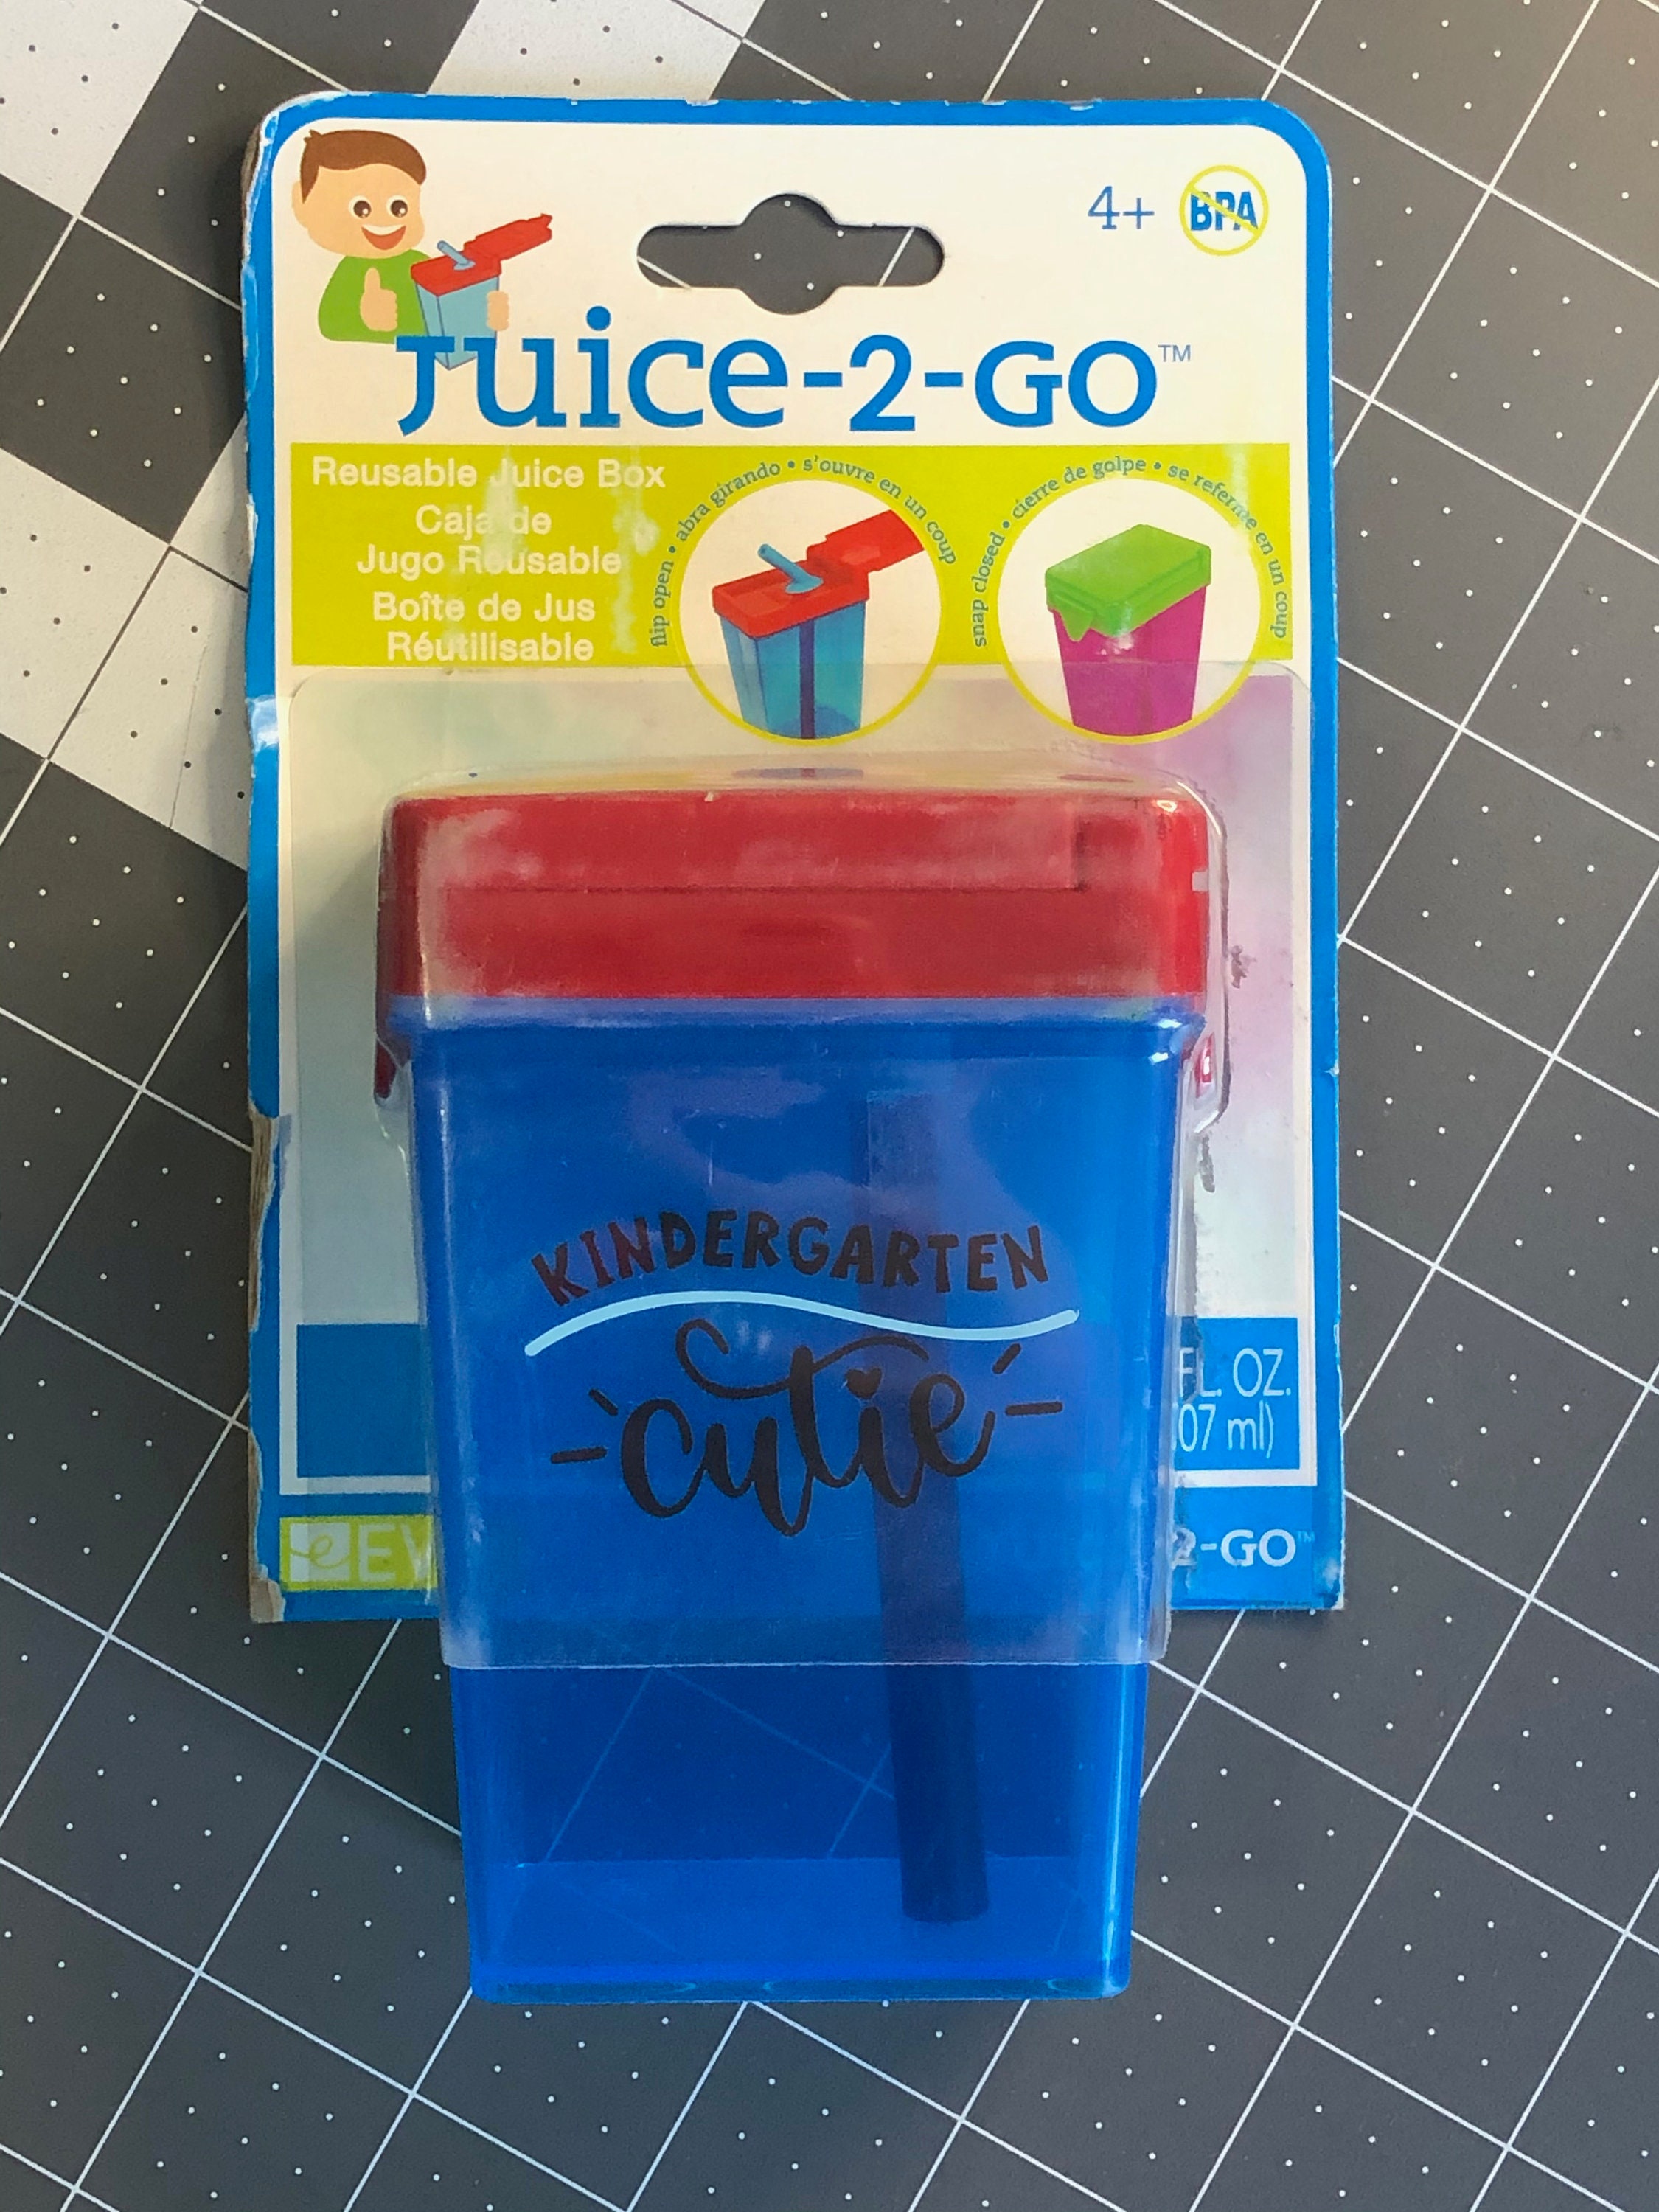 4+ BPA
Juice-2-GO™
Reusable Juice Box
Caja de
Jugo Reusable
Boîte de Jus
Réutilisable
flip open • abra girando • s'ouvre en un coup
snap closed • cierre de golpe • se referme en un coup
KINDERGARTEN
cutie
FL. OZ.
07 ml)
2-GO™